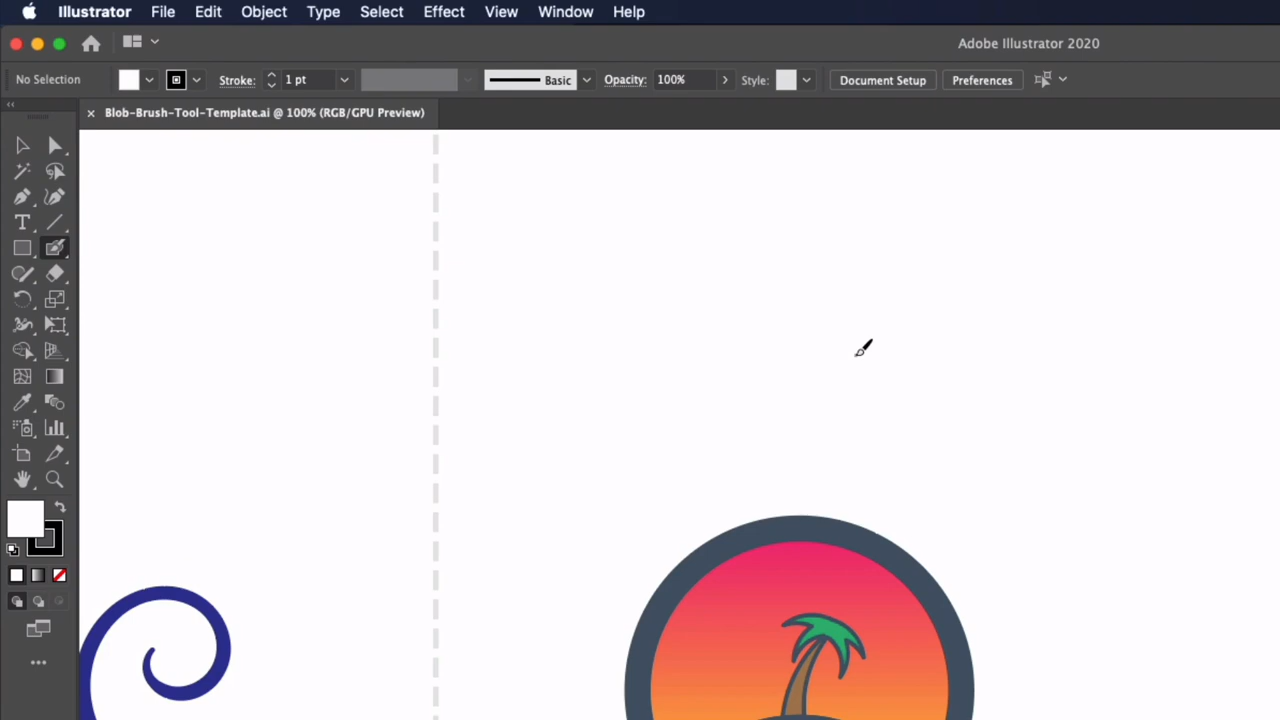 Illustrator File Edit Object Type Select Effect View Window Help
Adobe Illustrator 2020
No Selection Stroke: 1 pt Basic Opacity: 100% Style: Document Setup Preferences
Blob-Brush-Tool-Template.ai @ 100% (RGB/GPU Preview)